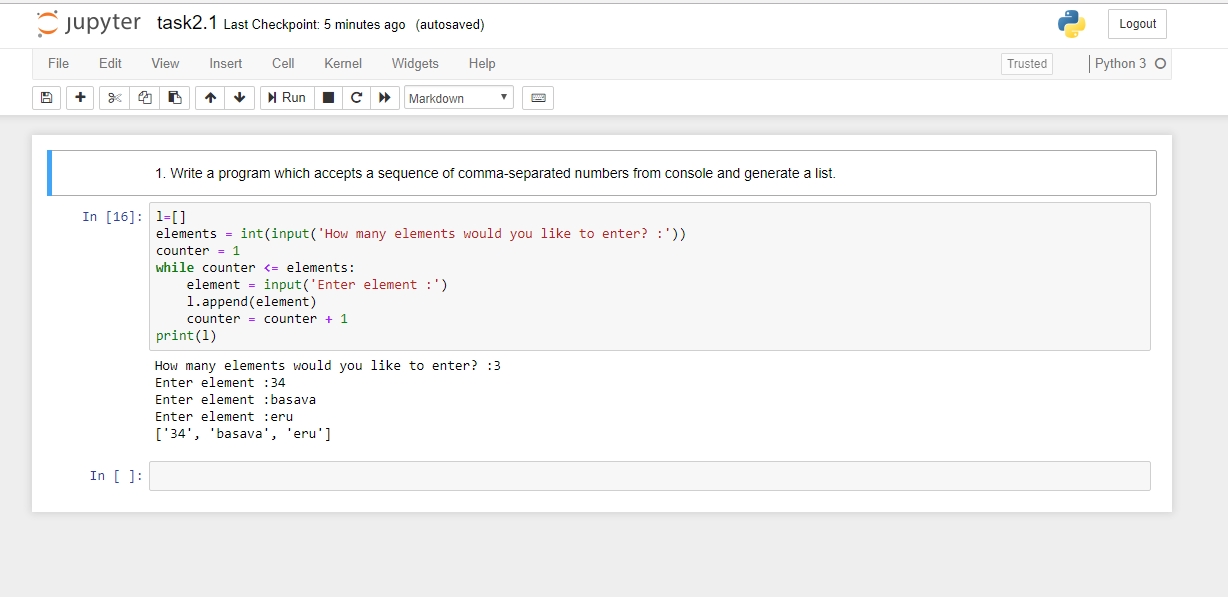 jupyter task2.1 Last Checkpoint: 5 minutes ago (autosaved) Logout
File Edit View Insert Cell Kernel Widgets Help Trusted Python 3
Run Markdown
1. Write a program which accepts a sequence of comma-separated numbers from console and generate a list.
In [16]: l=[]
elements = int(input('How many elements would you like to enter? :'))
counter = 1
while counter <= elements:
    element = input('Enter element :')
    l.append(element)
    counter = counter + 1
print(l)
How many elements would you like to enter? :3
Enter element :34
Enter element :basava
Enter element :eru
['34', 'basava', 'eru']
In [ ]: